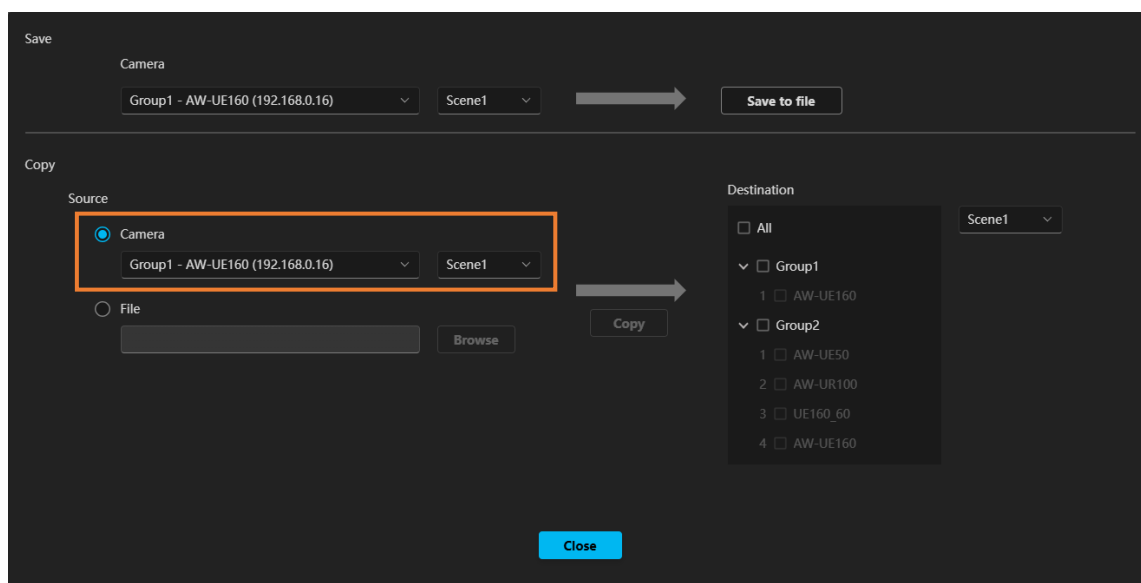 Save
Camera
Group1 - AW-UE160 (192.168.0.16)
Scene1
Save to file
Copy
Source
Camera
Group1 - AW-UE160 (192.168.0.16)
Scene1
File
Browse
Copy
Destination
All
Scene1
Group1
1 AW-UE160
Group2
1 AW-UE50
2 AW-UR100
3 UE160_60
4 AW-UE160
Close